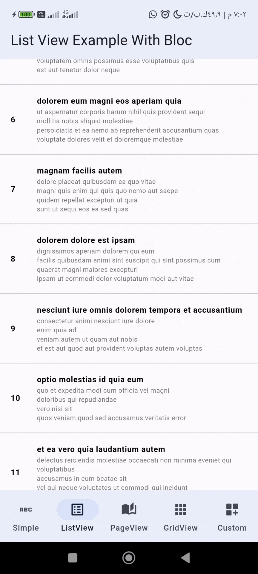 ٧:٠٢ م | ٤٫٩٩ك.ب/ث
List View Example With Bloc
voluptatem omnis possimus esse voluptatibus quis
est aut tenetur dolor neque
6
dolorem eum magni eos aperiam quia
ut aspernatur corporis harum nihil quis provident sequi
mollitia nobis aliquid molestiae
perspiciatis et ea nemo ab reprehenderit accusantium quas
voluptate dolores velit et doloremque molestiae
7
magnam facilis autem
dolore placeat quibusdam ea quo vitae
magni quis enim qui quis quo nemo aut saepe
quidem repellat excepturi ut quia
sunt ut sequi eos ea sed quas
8
dolorem dolore est ipsam
dignissimos aperiam dolorem qui eum
facilis quibusdam animi sint suscipit qui sint possimus cum
quaerat magni maiores excepturi
ipsam ut commodi dolor voluptatum modi aut vitae
9
nesciunt iure omnis dolorem tempora et accusantium
consectetur animi nesciunt iure dolore
enim quia ad
veniam autem ut quam aut nobis
et est aut quod aut provident voluptas autem voluptas
10
optio molestias id quia eum
quo et expedita modi cum officia vel magni
doloribus qui repudiandae
vero nisi sit
quos veniam quod sed accusamus veritatis error
11
et ea vero quia laudantium autem
delectus reiciendis molestiae occaecati non minima eveniet qui
voluptatibus
accusamus in eum beatae sit
vel qui neque voluptates ut commodi qui incidunt
ABC
Simple
ListView
PageView
GridView
Custom